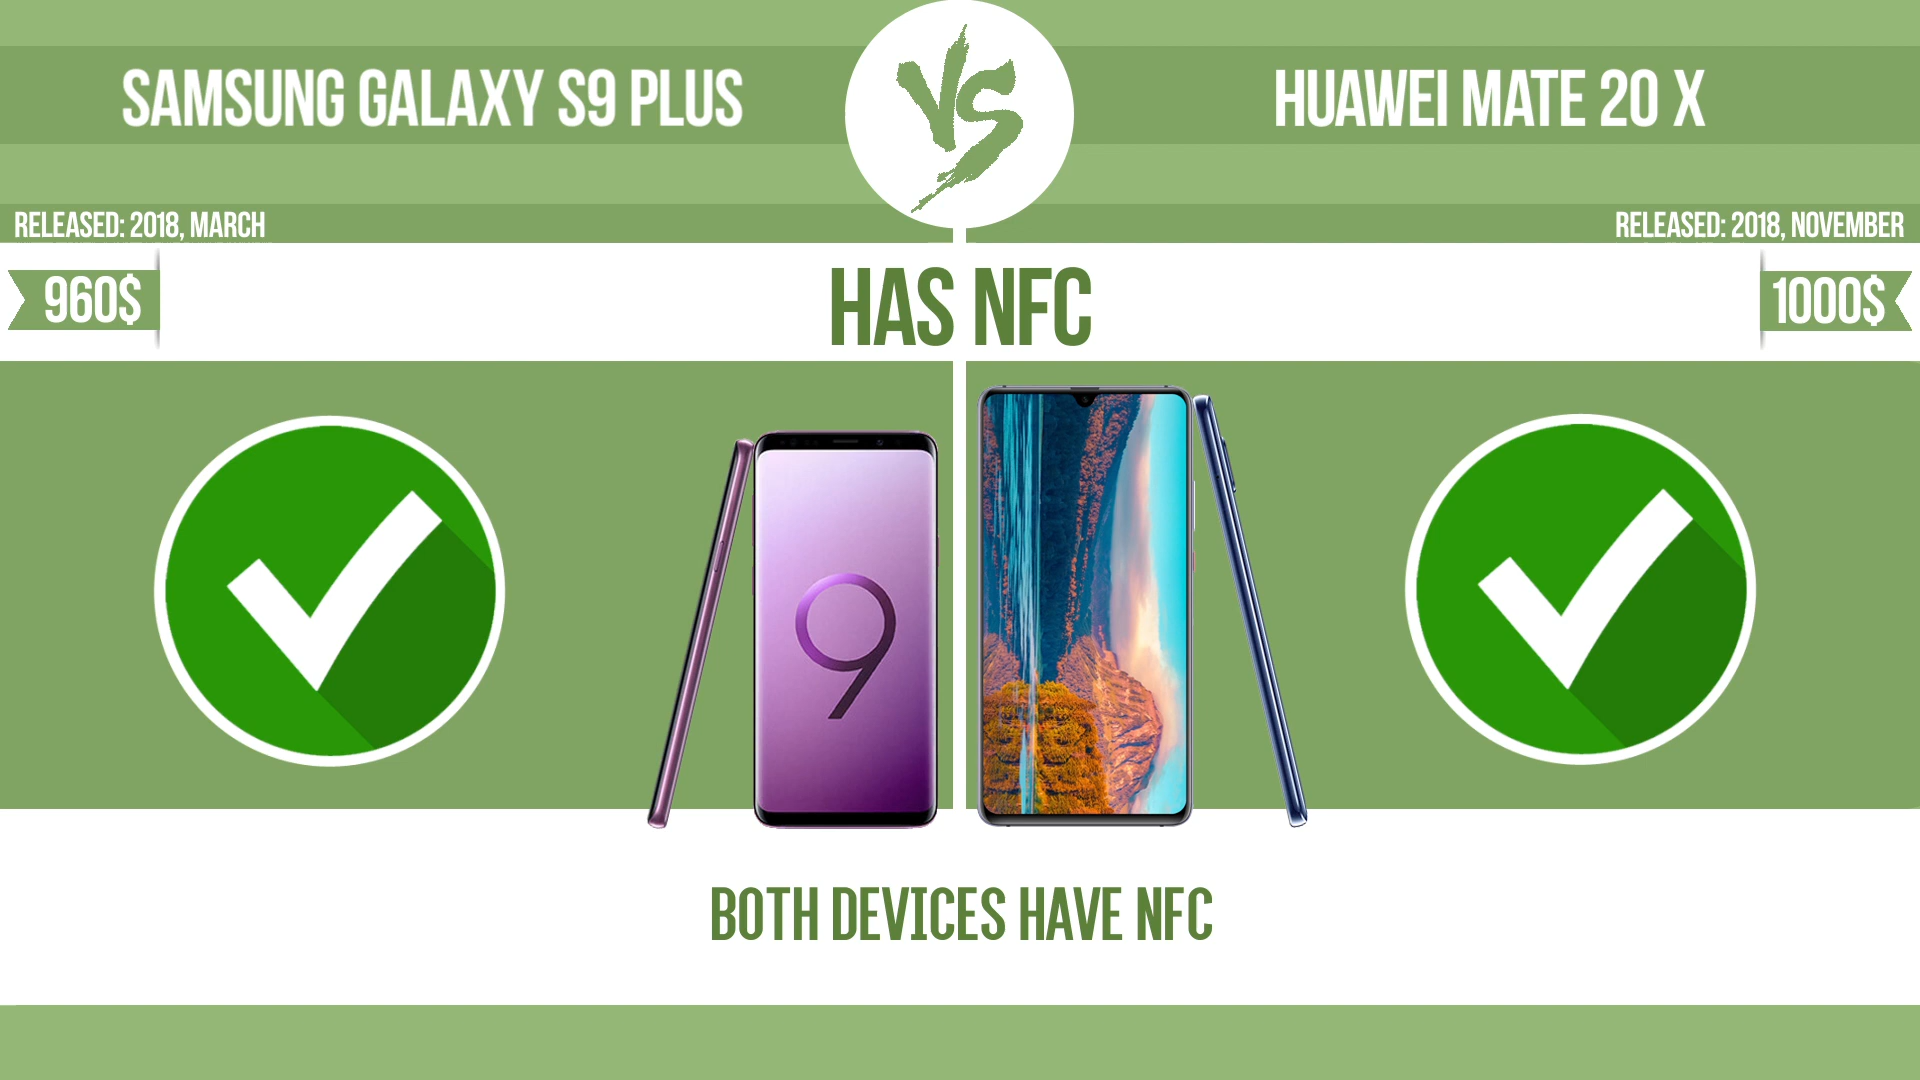 SAMSUNG GALAXY S9 PLUS
VS
HUAWEI MATE 20 X
RELEASED: 2018, MARCH
RELEASED: 2018, NOVEMBER
960$
HAS NFC
1000$
9
BOTH DEVICES HAVE NFC